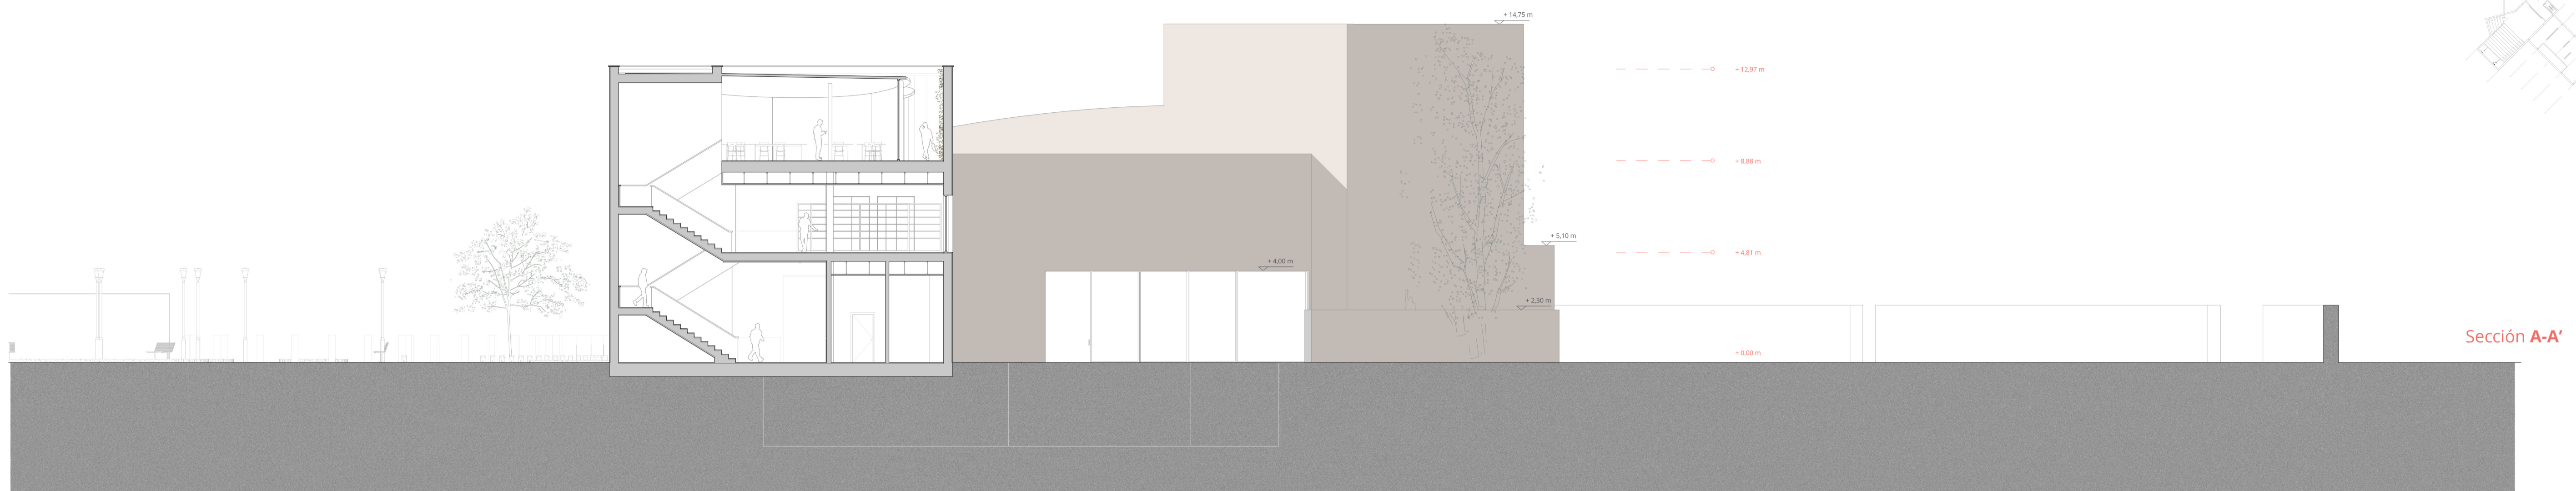 + 14,75 m
+ 12,97 m
+ 8,88 m
+ 5,10 m
+ 4,81 m
+ 4,00 m
+ 2,30 m
+ 0,00 m
Sección A-A’